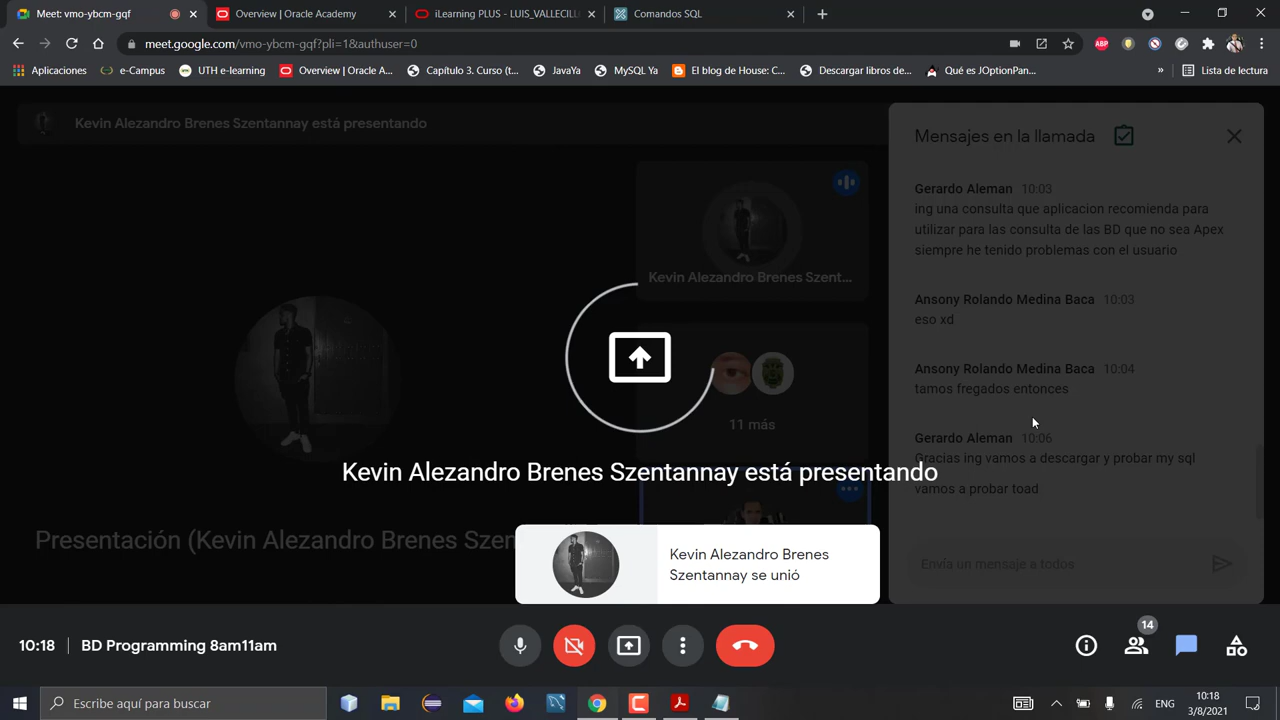 Meet: vmo-ybcm-gqf
Overview | Oracle Academy
iLearning PLUS - LUIS_VALLECILL
Comandos SQL
meet.google.com/vmo-ybcm-gqf?pli=1&authuser=0
ABP
Aplicaciones
e-Campus
UTH e-learning
Overview | Oracle A...
Capítulo 3. Curso (t...
JavaYa
MySQL Ya
El blog de House: C...
Descargar libros de...
Qué es JOptionPan...
»
Lista de lectura
Kevin Alezandro Brenes Szentannay está presentando
Kevin Alezandro Brenes Szent...
11 más
Kevin Alezandro Brenes Szentannay está presentando
Presentación (Kevin Alezandro Brenes Szen
Kevin Alezandro Brenes
Szentannay se unió
Mensajes en la llamada
Gerardo Aleman 10:03
ing una consulta que aplicacion recomienda para
utilizar para las consulta de las BD que no sea Apex
siempre he tenido problemas con el usuario
Ansony Rolando Medina Baca 10:03
eso xd
Ansony Rolando Medina Baca 10:04
tamos fregados entonces
Gerardo Aleman 10:06
Gracias ing vamos a descargar y probar my sql
vamos a probar toad
Envía un mensaje a todos
10:18 | BD Programming 8am11am
14
Escribe aquí para buscar
ENG
10:18
3/8/2021